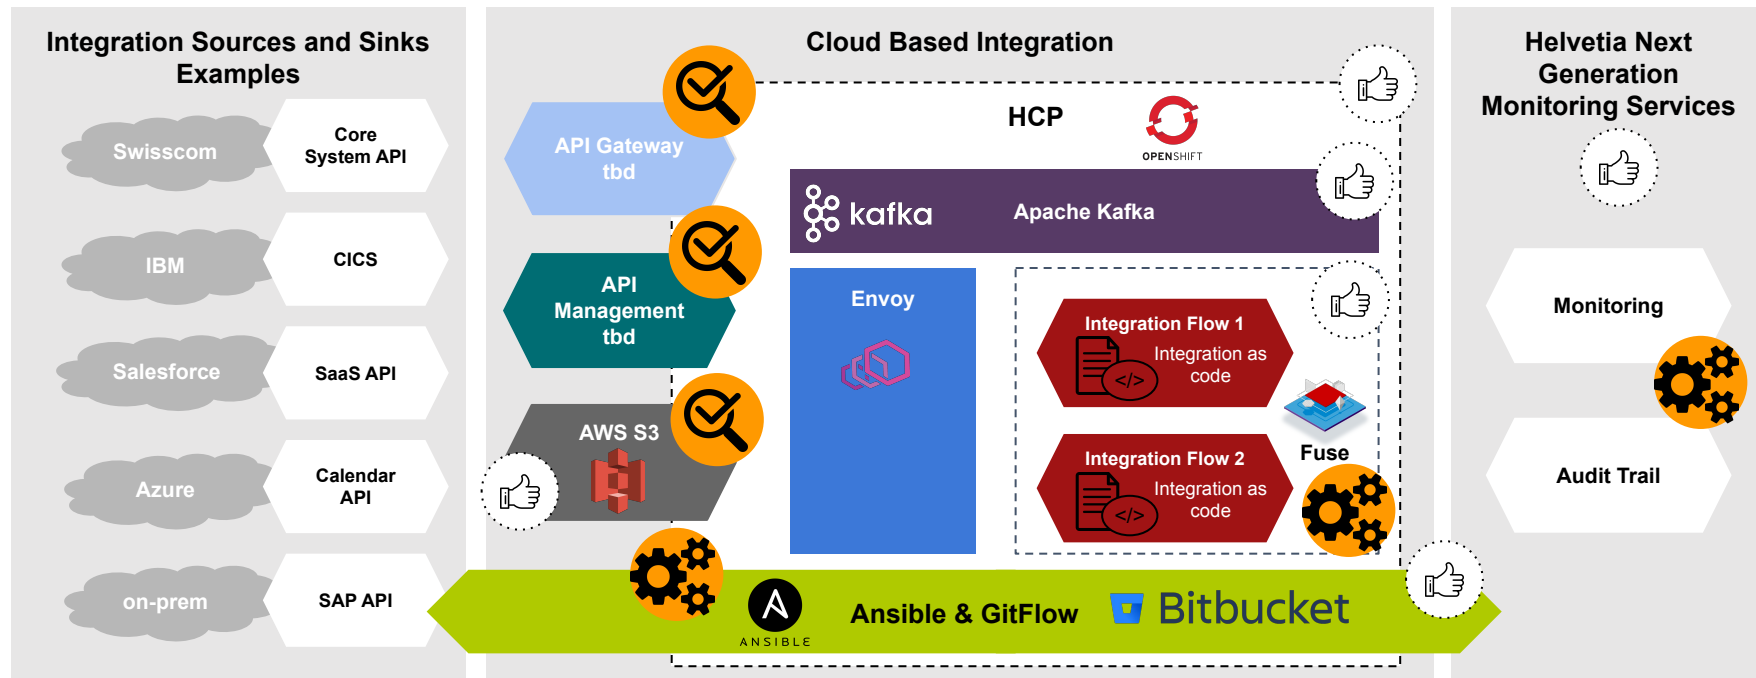 Integration Sources and Sinks
Examples
Swisscom
Core
System API
IBM
CICS
Salesforce
SaaS API
Azure
Calendar
API
on-prem
SAP API
Cloud Based Integration
API Gateway
tbd
API
Management
tbd
AWS S3
HCP
OPENSHIFT
kafka
Apache Kafka
Envoy
Integration Flow 1
Integration as
code
</>
Fuse
Integration Flow 2
Integration as
code
</>
ANSIBLE
Ansible & GitFlow
Bitbucket
Helvetia Next
Generation
Monitoring Services
Monitoring
Audit Trail